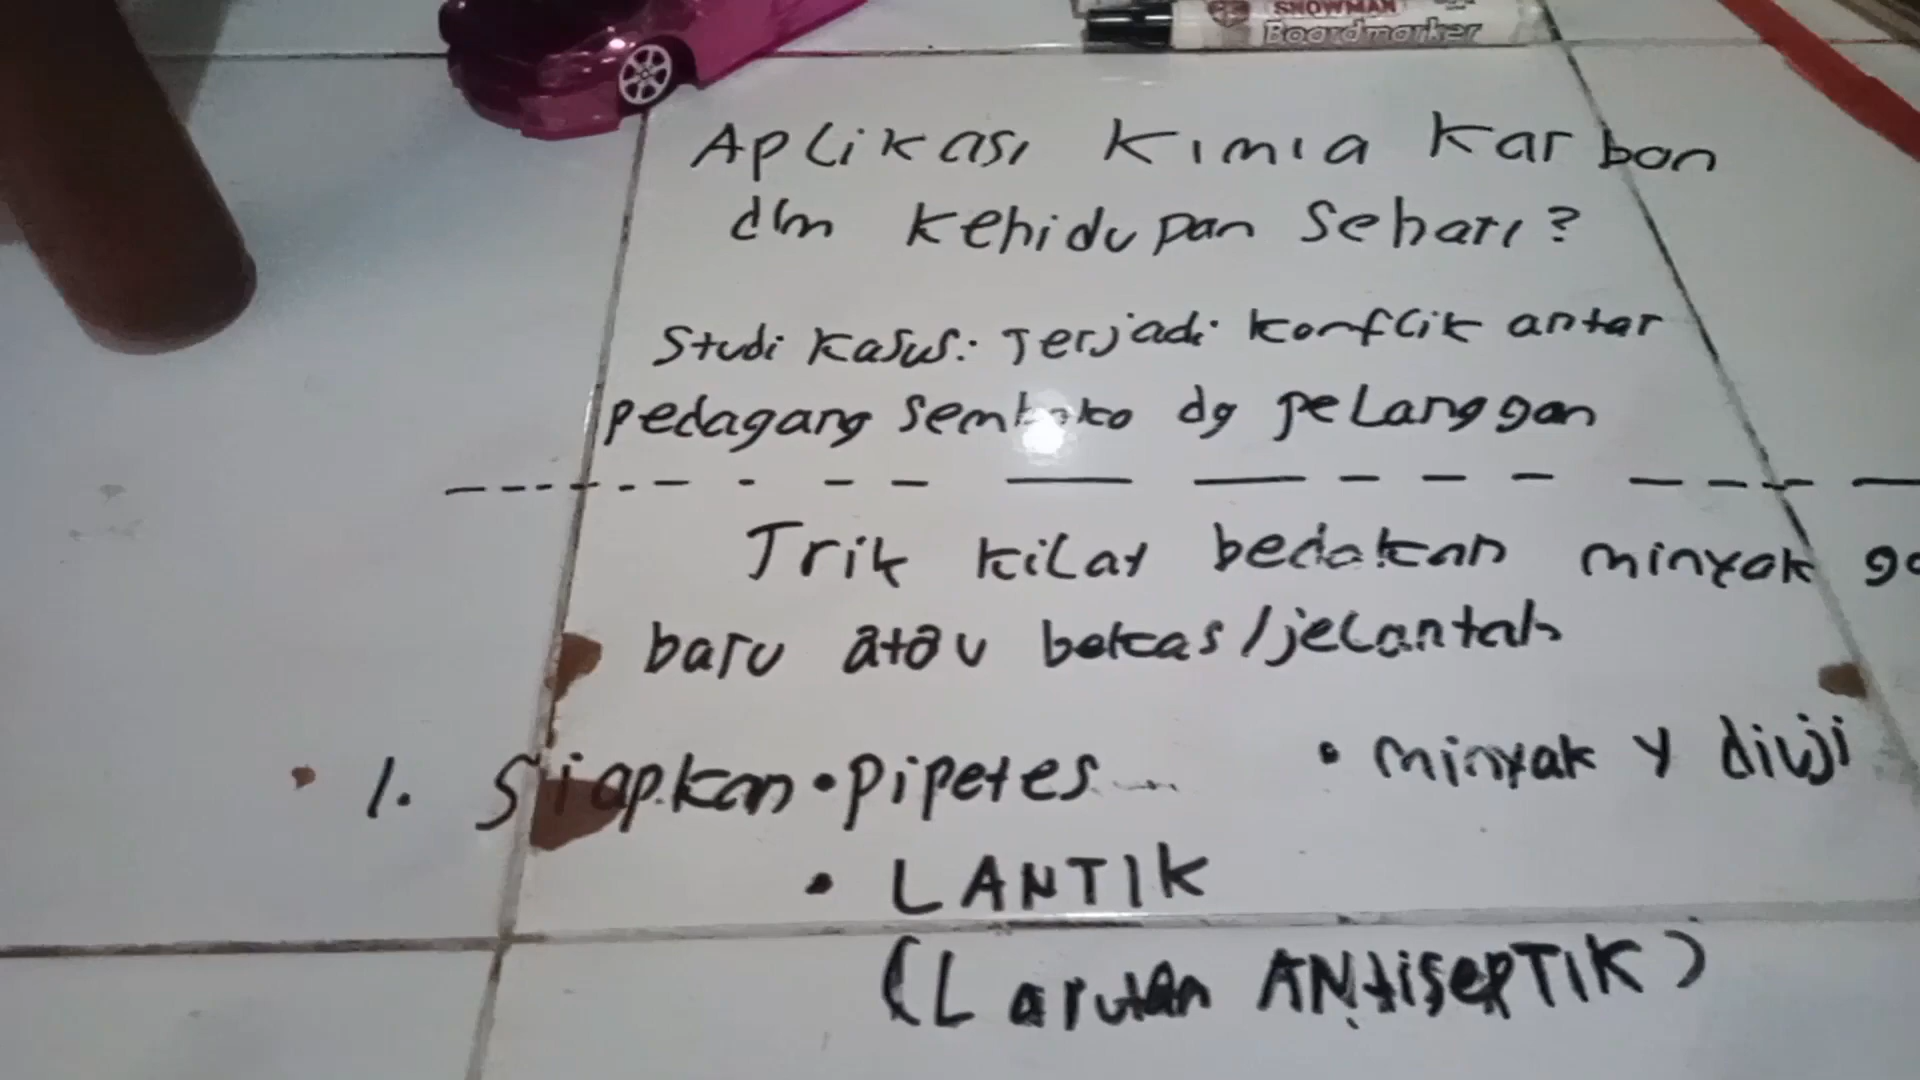 SNOWMAN
Boardmarker
Aplikasi Kimia Karbon
dlm Kehidupan Sehari?
Studi Kasus: Terjadi konflik antar
pedagang Sembako dg pelanggan
Trik kilat bedakan minyak go
baru atau bekas/jelantah
1. Siapkan • pipetes • minyak y diuji
• LANTIK
(Larutan ANtiSepTIK)